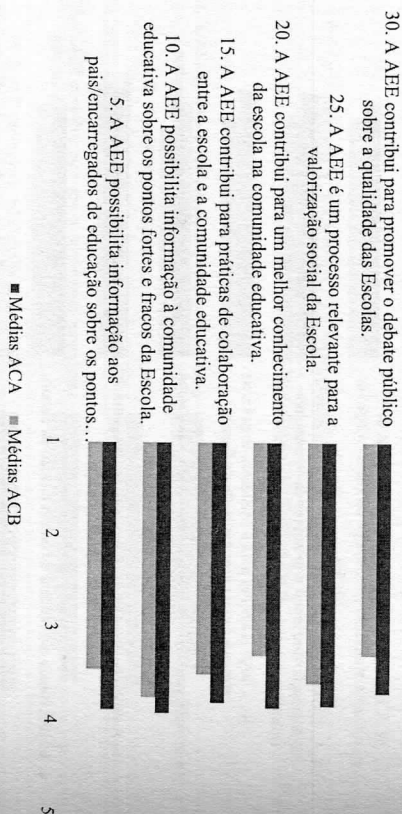 30. A AEE contribui para promover o debate público
sobre a qualidade das Escolas.
25. A AEE é um processo relevante para a
valorização social da Escola.
20. A AEE contribui para um melhor conhecimento
da escola na comunidade educativa.
15. A AEE contribui para práticas de colaboração
entre a escola e a comunidade educativa.
10. A AEE possibilita informação à comunidade
educativa sobre os pontos fortes e fracos da Escola.
5. A AEE possibilita informação aos
pais/encarregados de educação sobre os pontos…
1 2 3 4 5
Médias ACA Médias ACB